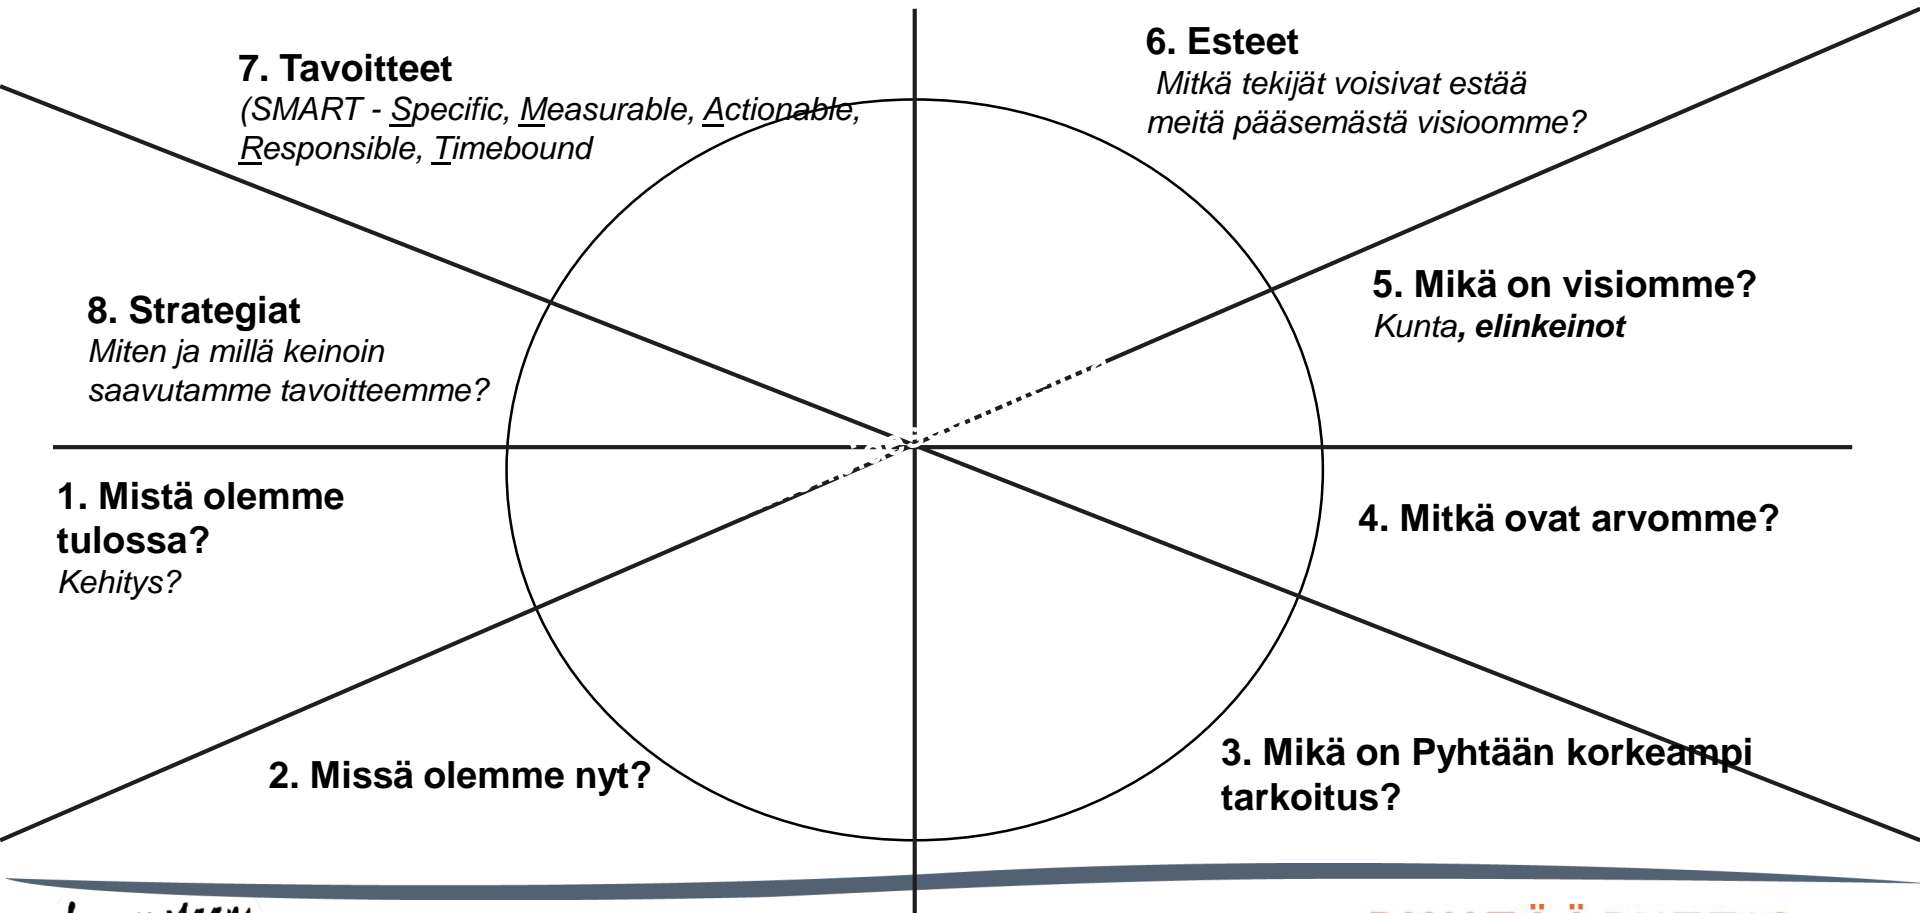 7. Tavoitteet
(SMART - Specific, Measurable, Actionable,
Responsible, Timebound
6. Esteet
Mitkä tekijät voisivat estää
meitä pääsemästä visioomme?
8. Strategiat
Miten ja millä keinoin
saavutamme tavoitteemme?
5. Mikä on visiomme?
Kunta, elinkeinot
1. Mistä olemme
tulossa?
Kehitys?
4. Mitkä ovat arvomme?
2. Missä olemme nyt?
3. Mikä on Pyhtään korkeampi
tarkoitus?